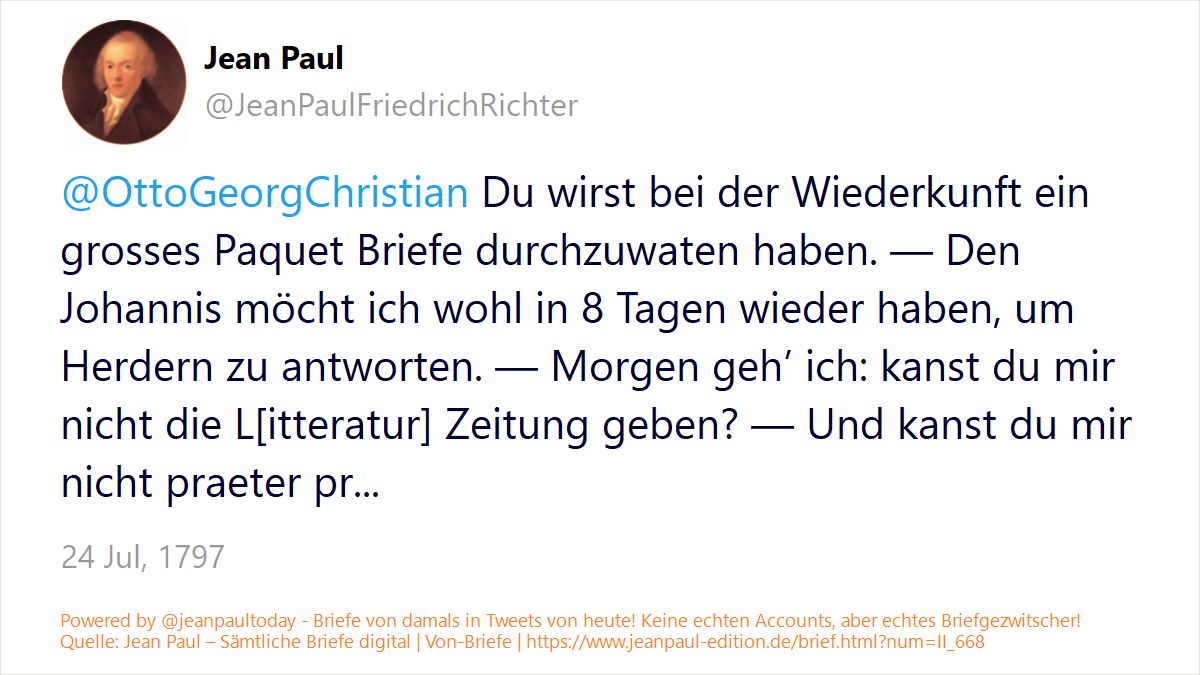 Jean Paul
@JeanPaulFriedrichRichter
@OttoGeorgChristian Du wirst bei der Wiederkunft ein
grosses Paquet Briefe durchzuwaten haben. — Den
Johannis möcht ich wohl in 8 Tagen wieder haben, um
Herdern zu antworten. — Morgen geh’ ich: kanst du mir
nicht die L[itteratur] Zeitung geben? — Und kanst du mir
nicht praeter pr...
24 Jul, 1797
Powered by @jeanpaultoday - Briefe von damals in Tweets von heute! Keine echten Accounts, aber echtes Briefgezwitscher!
Quelle: Jean Paul – Sämtliche Briefe digital | Von-Briefe | https://www.jeanpaul-edition.de/brief.html?num=II_668